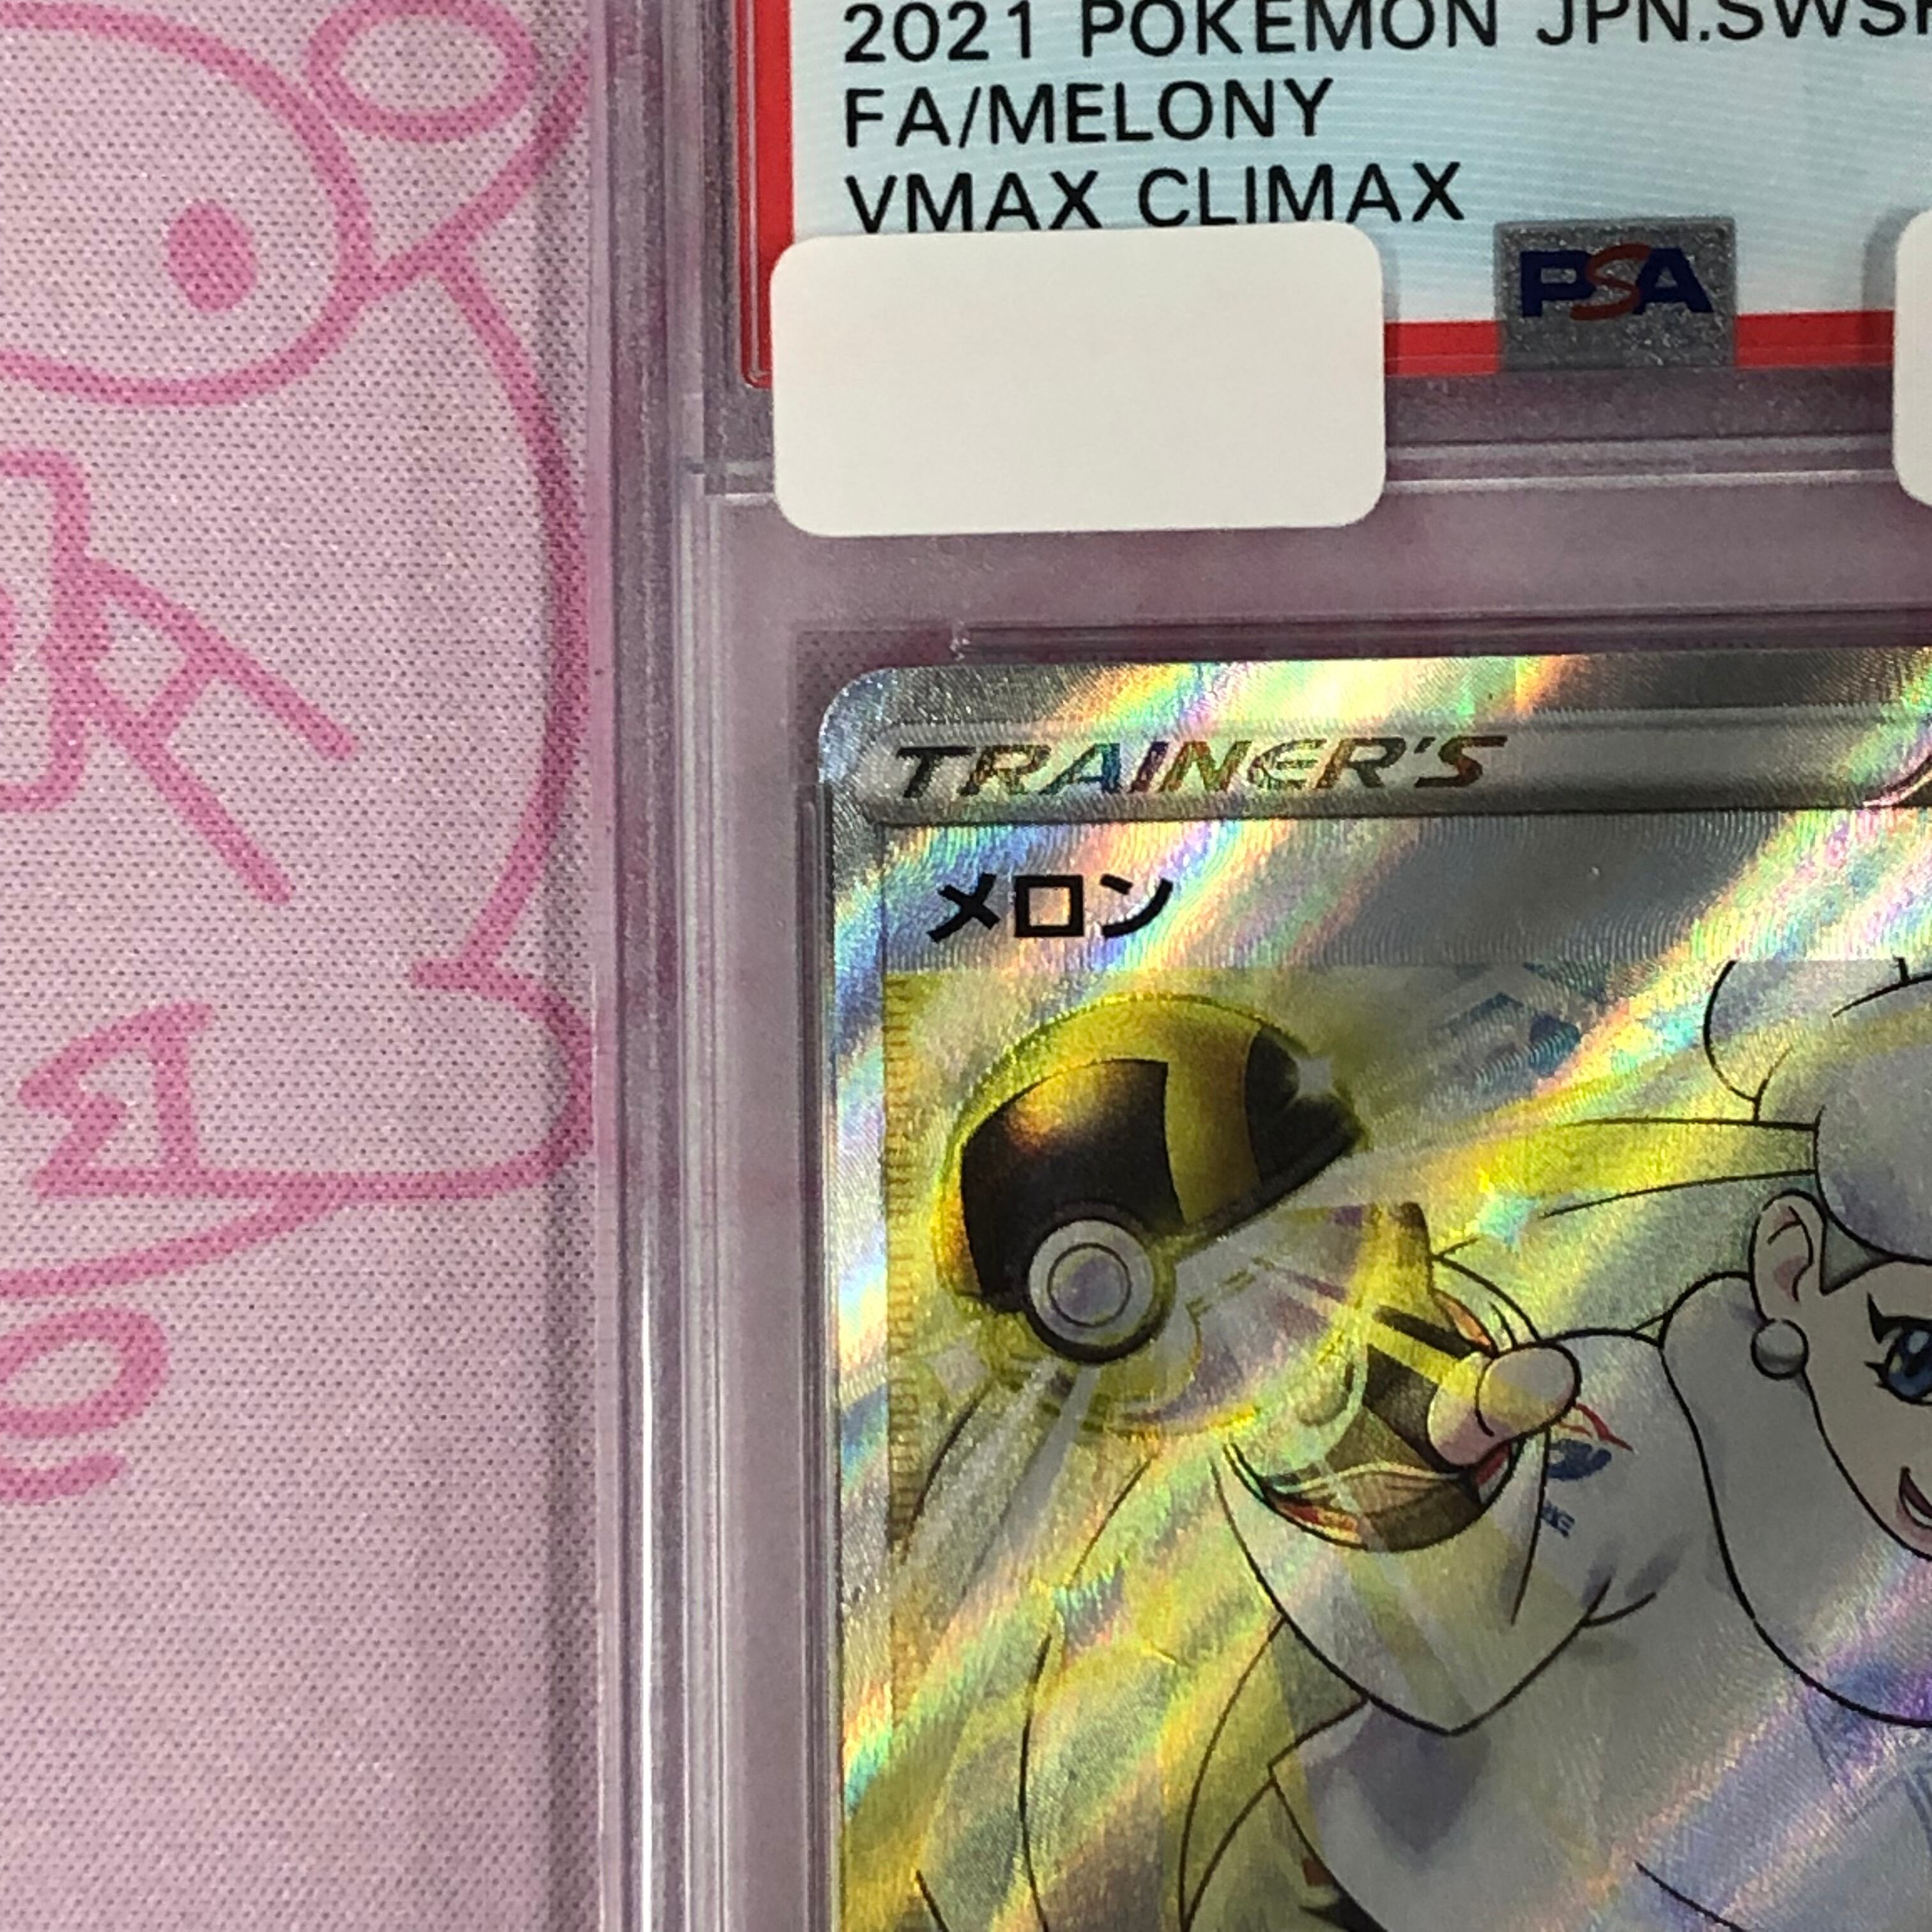 2021 POKEMON JPN.SWSH
FA/MELONY
VMAX CLIMAX
PSA
TRAINER'S
メロン